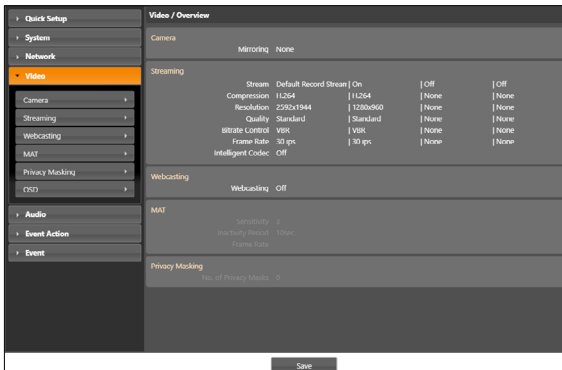 Quick Setup
System
Network
Video
Camera
Streaming
Webcasting
MAT
Privacy Masking
OSD
Audio
Event Action
Event
Video / Overview
Camera
Mirroring None
Streaming
Stream Default Record Stream | On | Off | Off
Compression H.264 | H.264 | None | None
Resolution 2592x1944 | 1280x960 | None | None
Quality Standard | Standard | None | None
Bitrate Control VBR | VBR | None | None
Frame Rate 30 ips | 30 ips | None | None
Intelligent Codec Off
Webcasting
Webcasting Off
MAT
Sensitivity
Inactivity Period
Frame Rate
Privacy Masking
No. of Privacy Masks 0
Save